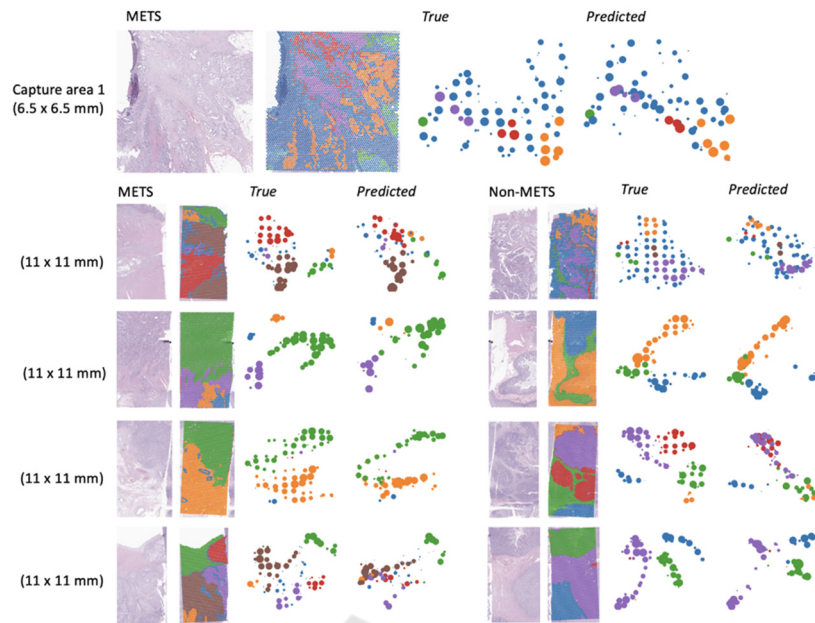 METS True Predicted
Capture area 1
(6.5 x 6.5 mm)
METS True Predicted Non-METS True Predicted
(11 x 11 mm)
(11 x 11 mm)
(11 x 11 mm)
(11 x 11 mm)